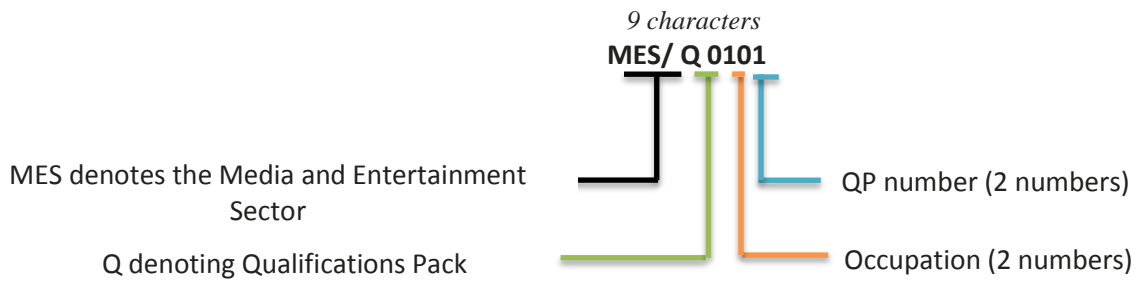 9 characters
MES/ Q 0101
MES denotes the Media and Entertainment
Sector
QP number (2 numbers)
Q denoting Qualifications Pack
Occupation (2 numbers)